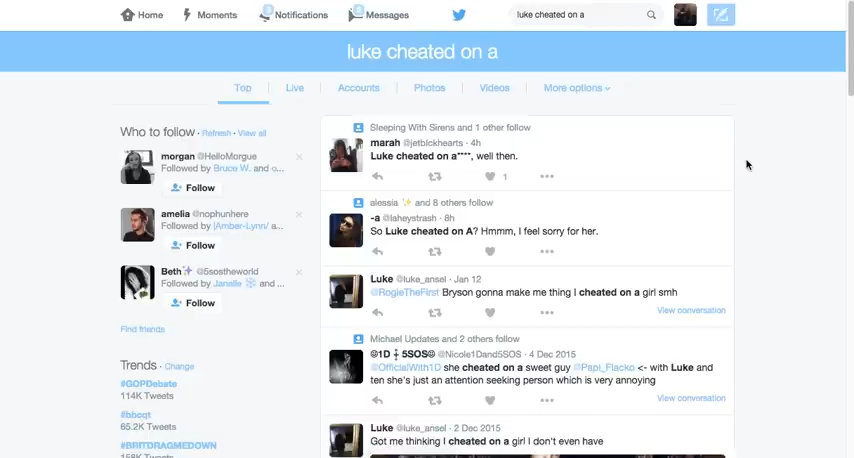 Home Moments Notifications Messages luke cheated on a
luke cheated on a
Top Live Accounts Photos Videos More options
Who to follow · Refresh · View all
morgan @HelloMorgue
Followed by Bruce W. and o...
Follow
amelia @nophunhere
Followed by |Amber-Lynn/ a...
Follow
Beth✨ @5sostheworld
Followed by Janelle ❄️ and ...
Follow
Find friends
Trends · Change
#GOPDebate
114K Tweets
#bbcqt
65.2K Tweets
#BRITDRAGMEDOWN
158K Tweets
Sleeping With Sirens and 1 other follow
marah @jetblckhearts · 4h
Luke cheated on a****, well then.
1
alessia ✨ and 8 others follow
-a @laheystrash · 8h
So Luke cheated on A? Hmmm, I feel sorry for her.
Luke @luke_ansel · Jan 12
@RogieTheFirst Bryson gonna make me thing I cheated on a girl smh
View conversation
Michael Updates and 2 others follow
1D 5SOS @Nicole1Dand5SOS · 4 Dec 2015
@OfficialWith1D she cheated on a sweet guy @Papi_Flacko <- with Luke and
ten she's just an attention seeking person which is very annoying
View conversation
Luke @luke_ansel · 2 Dec 2015
Got me thinking I cheated on a girl I don't even have